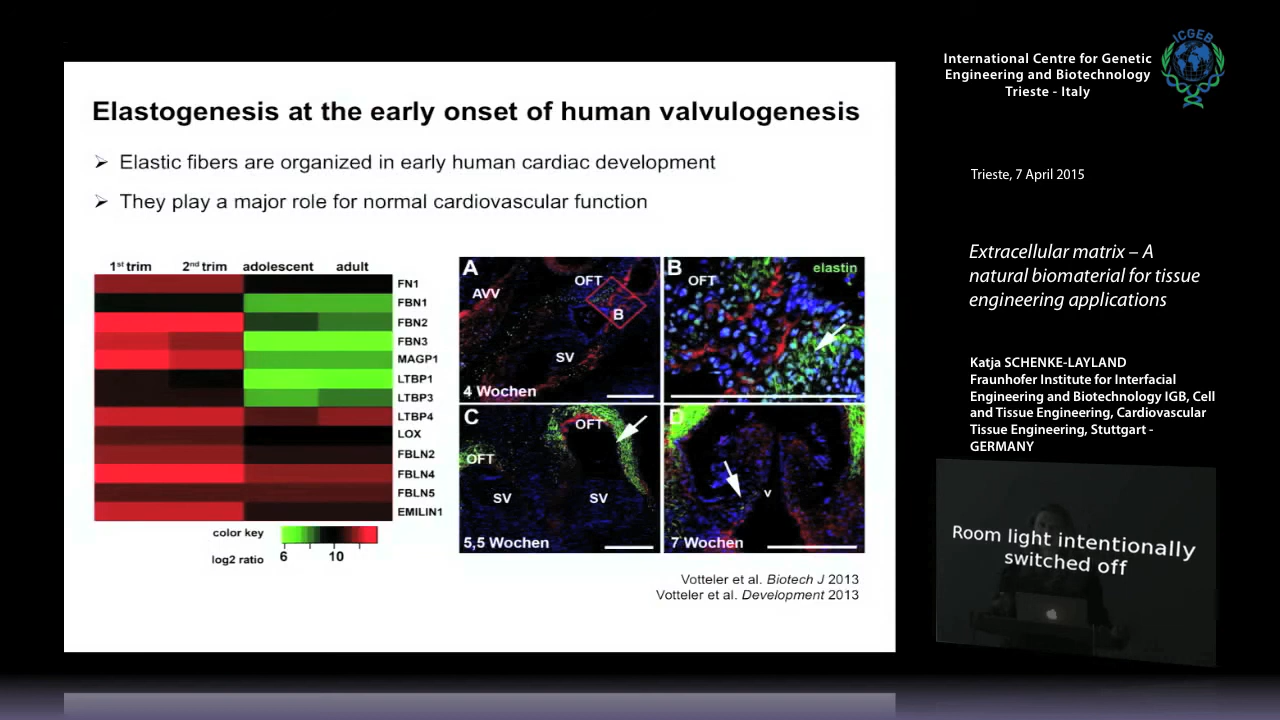 Elastogenesis at the early onset of human valvulogenesis
Elastic fibers are organized in early human cardiac development
They play a major role for normal cardiovascular function
1st trim 2nd trim adolescent adult
FN1
FBN1
FBN2
FBN3
MAGP1
LTBP1
LTBP3
LTBP4
LOX
FBLN2
FBLN4
FBLN5
EMILIN1
color key
log2 ratio
6 10
A
AVV
OFT
B
SV
4 Wochen
B
OFT
elastin
C
OFT
OFT
SV
SV
5,5 Wochen
D
v
7 Wochen
Votteler et al. Biotech J 2013
Votteler et al. Development 2013
International Centre for Genetic
Engineering and Biotechnology
Trieste - Italy
ICGEB
Trieste, 7 April 2015
Extracellular matrix – A
natural biomaterial for tissue
engineering applications
Katja SCHENKE-LAYLAND
Fraunhofer Institute for Interfacial
Engineering and Biotechnology IGB, Cell
and Tissue Engineering, Cardiovascular
Tissue Engineering, Stuttgart -
GERMANY
Room light intentionally
switched off